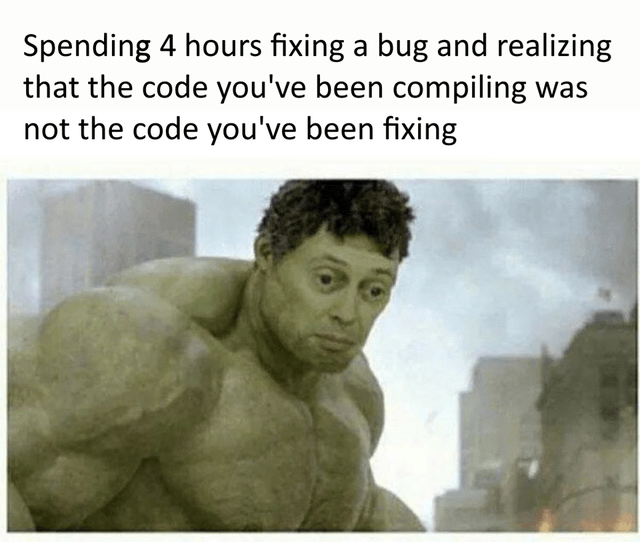 Spending 4 hours fixing a bug and realizing
that the code you've been compiling was
not the code you've been fixing